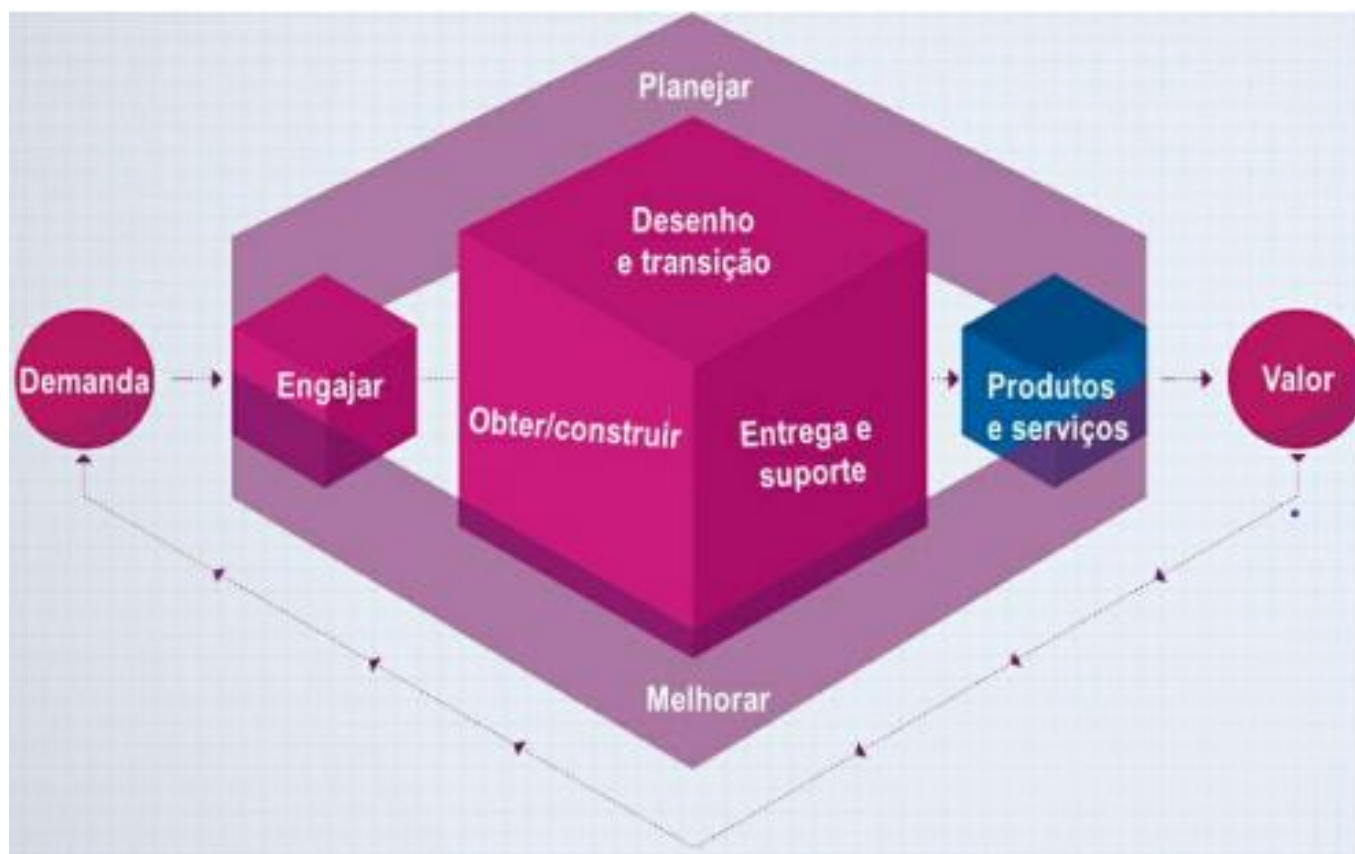 Planejar
Desenho
e transição
Demanda
Engajar
Obter/construir
Entrega e
suporte
Produtos
e serviços
Valor
Melhorar